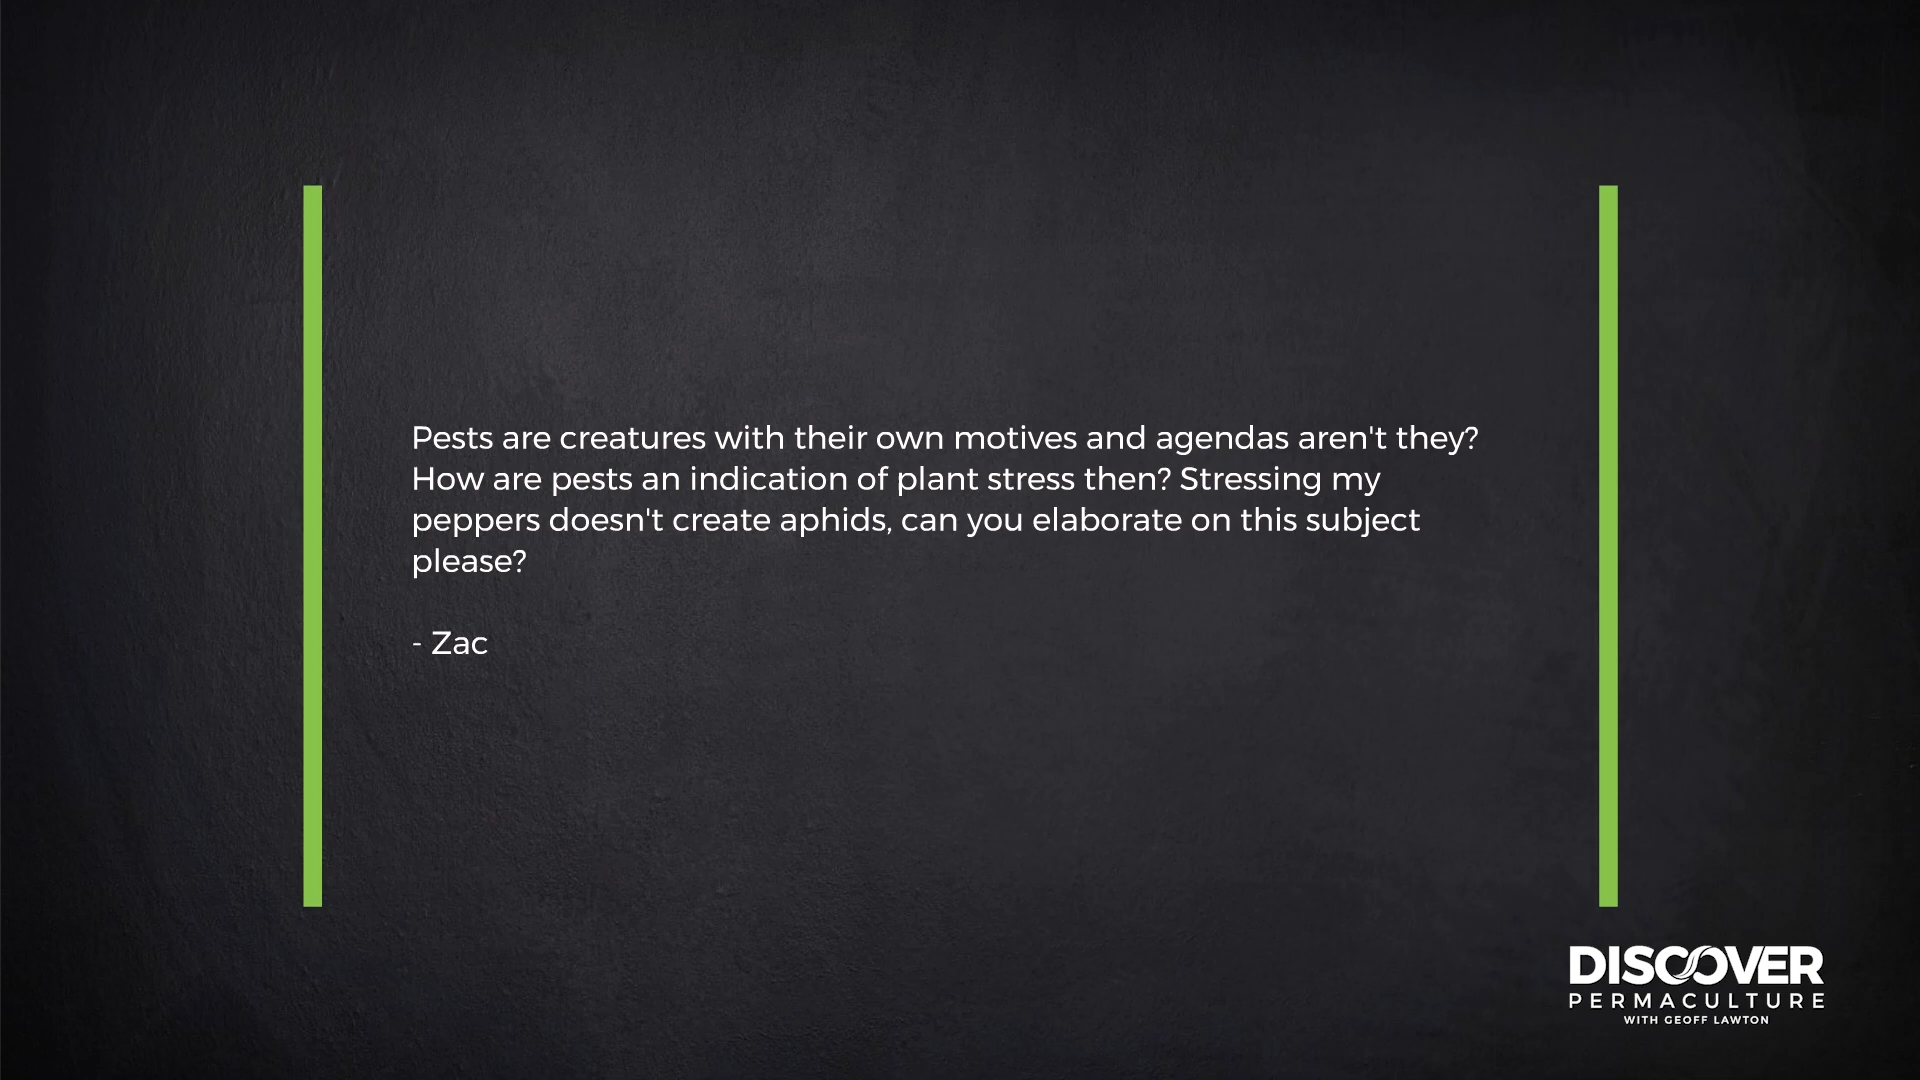 Pests are creatures with their own motives and agendas aren't they?
How are pests an indication of plant stress then? Stressing my
peppers doesn't create aphids, can you elaborate on this subject
please?
- Zac
DISCOVER
PERMACULTURE
WITH GEOFF LAWTON